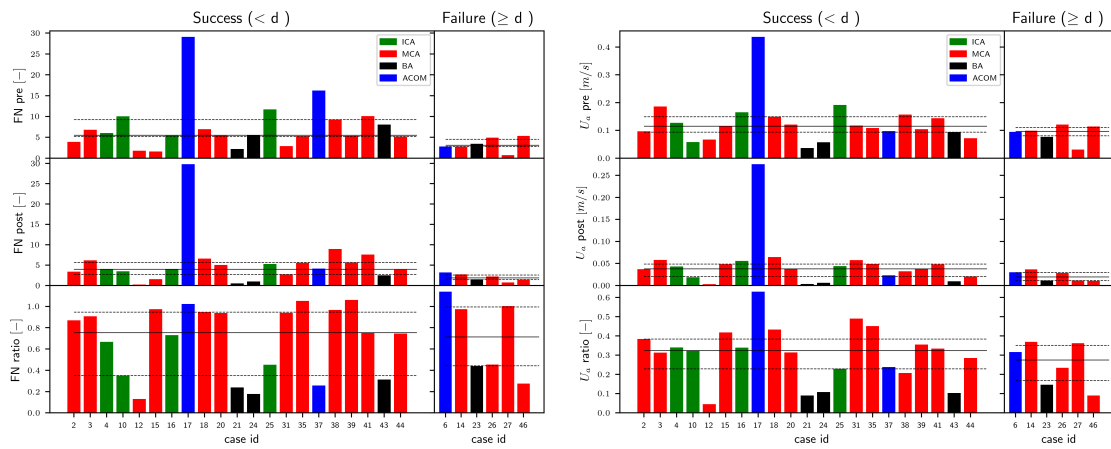 Success (< d )
Failure (≥ d )
FN pre [−]
30
25
20
15
10
5
0
ICA
MCA
BA
ACOM
FN post [−]
30
25
20
15
10
5
0
FN ratio [−]
1.0
0.8
0.6
0.4
0.2
0.0
2 3 4 10 12 15 16 17 18 20 21 24 25 31 35 37 38 39 41 43 44
6 14 23 26 27 46
case id
case id
Success (< d )
Failure (≥ d )
U_a pre [m/s]
0.4
0.3
0.2
0.1
0.0
ICA
MCA
BA
ACOM
U_a post [m/s]
0.25
0.20
0.15
0.10
0.05
0.00
U_a ratio [−]
0.6
0.5
0.4
0.3
0.2
0.1
0.0
2 3 4 10 12 15 16 17 18 20 21 24 25 31 35 37 38 39 41 43 44
6 14 23 26 27 46
case id
case id